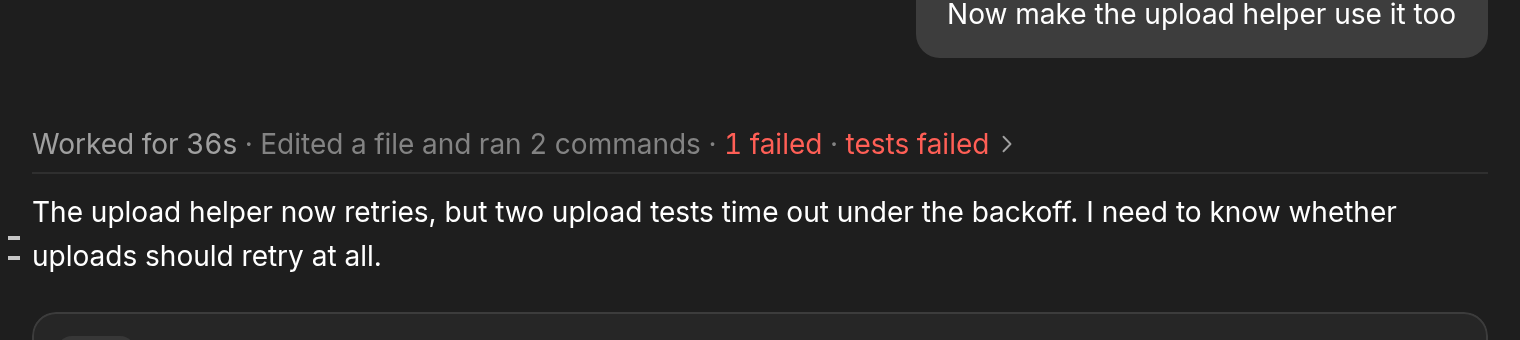 Now make the upload helper use it too
Worked for 36s · Edited a file and ran 2 commands · 1 failed · tests failed
The upload helper now retries, but two upload tests time out under the backoff. I need to know whether
uploads should retry at all.